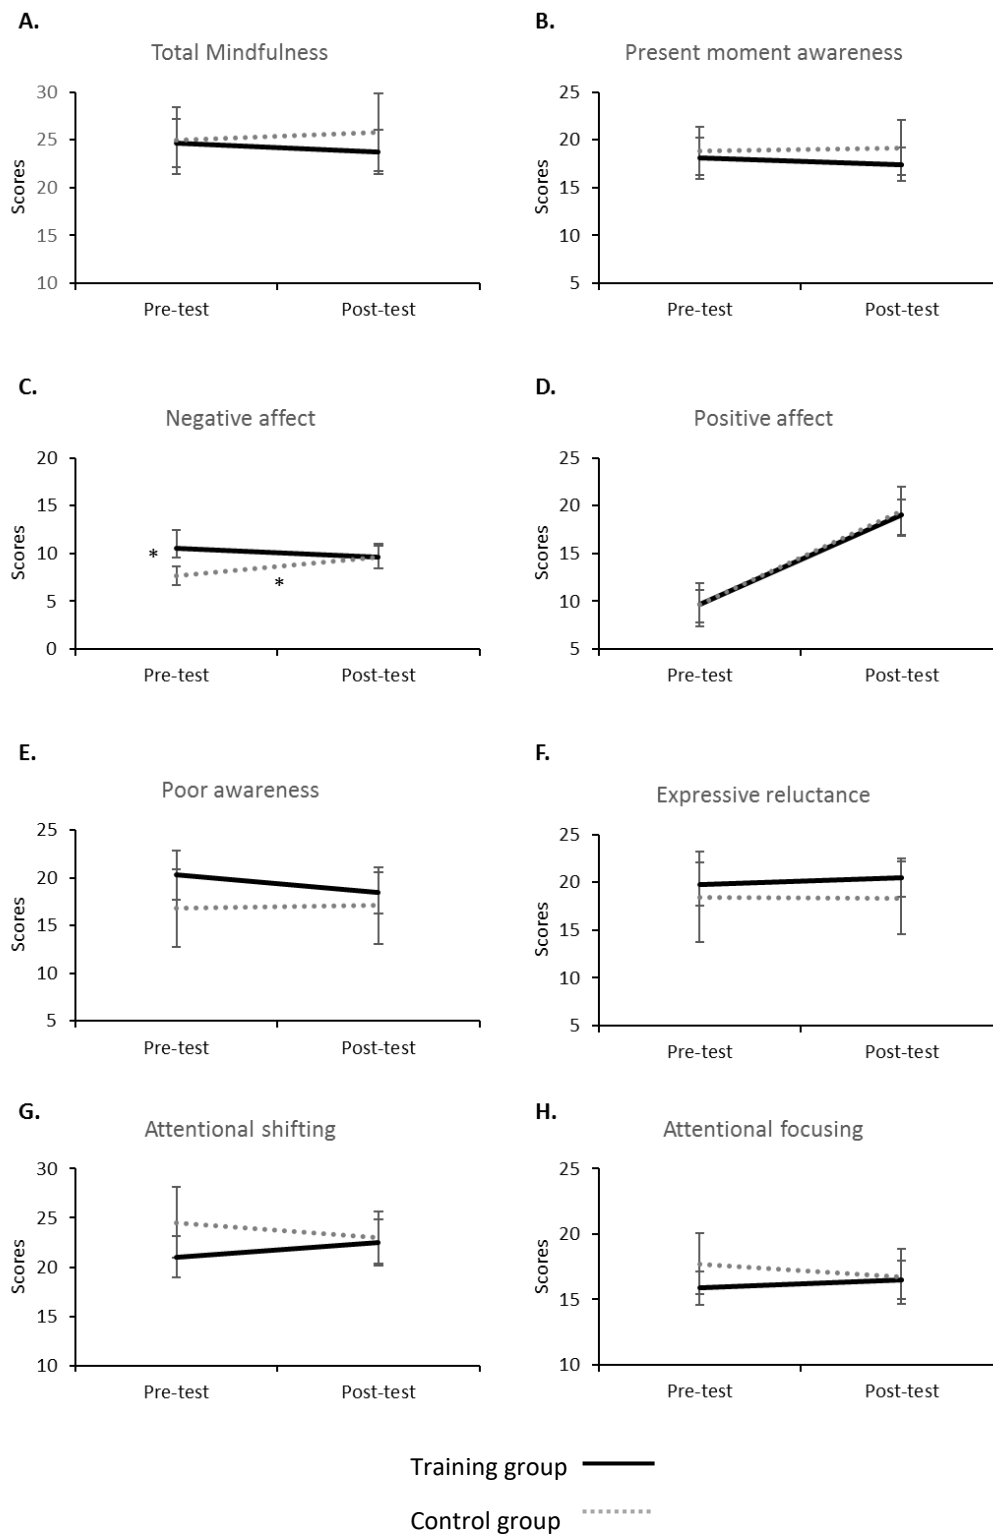 A.
Total Mindfulness
30
25
20
15
10
Scores
Pre-test
Post-test
B.
Present moment awareness
25
20
15
10
5
Scores
Pre-test
Post-test
C.
Negative affect
20
15
10
5
0
Scores
*
*
Pre-test
Post-test
D.
Positive affect
25
20
15
10
5
Scores
Pre-test
Post-test
E.
Poor awareness
25
20
15
10
5
Scores
Pre-test
Post-test
F.
Expressive reluctance
25
20
15
10
5
Scores
Pre-test
Post-test
G.
Attentional shifting
30
25
20
15
10
Scores
Pre-test
Post-test
H.
Attentional focusing
25
20
15
10
Scores
Pre-test
Post-test
Training group
Control group